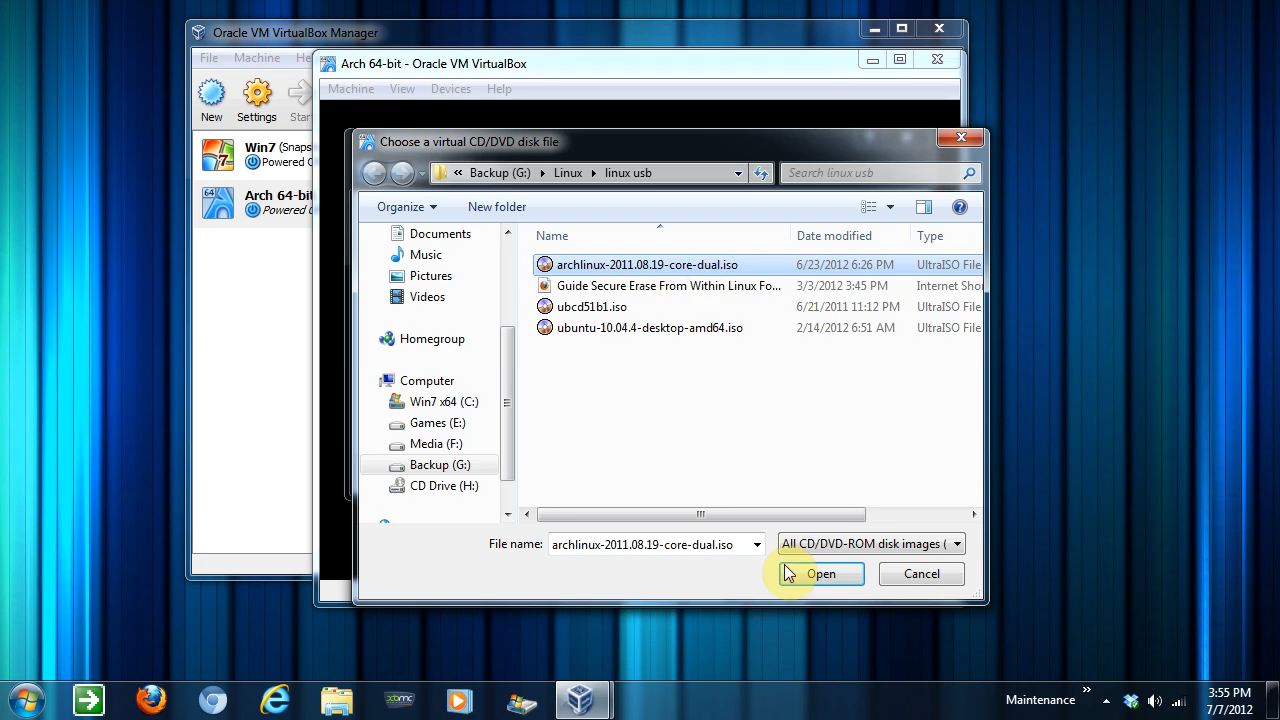 Oracle VM VirtualBox Manager
File Machine He
New Settings Star
Win7 (Snaps
Powered O
64
Arch 64-bit
Powered O
Arch 64-bit - Oracle VM VirtualBox
Machine View Devices Help
Choose a virtual CD/DVD disk file
« Backup (G:) Linux linux usb
Search linux usb
Organize New folder
Documents
Music
Pictures
Videos
Homegroup
Computer
Win7 x64 (C:)
Games (E:)
Media (F:)
Backup (G:)
CD Drive (H:)
Name Date modified Type
archlinux-2011.08.19-core-dual.iso 6/23/2012 6:26 PM UltraISO File
Guide Secure Erase From Within Linux Fo... 3/3/2012 3:45 PM Internet Shor
ubcd51b1.iso 6/21/2011 11:12 PM UltraISO File
ubuntu-10.04.4-desktop-amd64.iso 2/14/2012 6:51 AM UltraISO File
File name: archlinux-2011.08.19-core-dual.iso All CD/DVD-ROM disk images (
Open Cancel
xbmc
Maintenance »
3:55 PM
7/7/2012